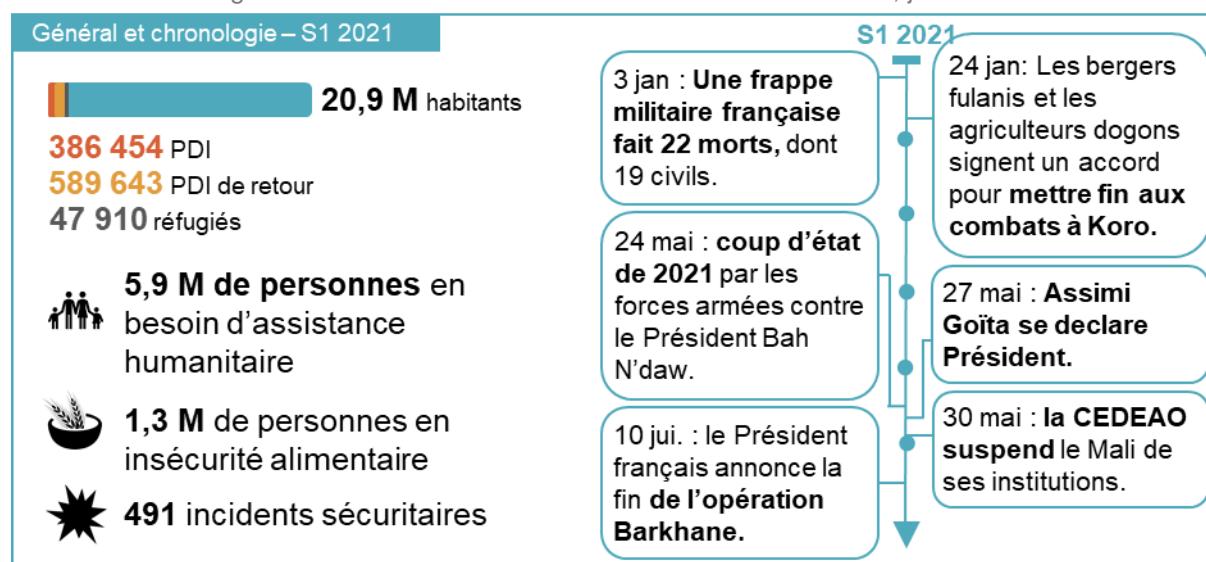 Général et chronologie – S1 2021
20,9 M habitants
386 454 PDI
589 643 PDI de retour
47 910 réfugiés
5,9 M de personnes en
besoin d’assistance
humanitaire
1,3 M de personnes en
insécurité alimentaire
491 incidents sécuritaires
S1 2021
3 jan : Une frappe
militaire française
fait 22 morts, dont
19 civils.
24 jan: Les bergers
fulanis et les
agriculteurs dogons
signent un accord
pour mettre fin aux
combats à Koro.
24 mai : coup d’état
de 2021 par les
forces armées contre
le Président Bah
N’daw.
27 mai : Assimi
Goïta se declare
Président.
30 mai : la CEDEAO
suspend le Mali de
ses institutions.
10 jui. : le Président
français annonce la
fin de l’opération
Barkhane.